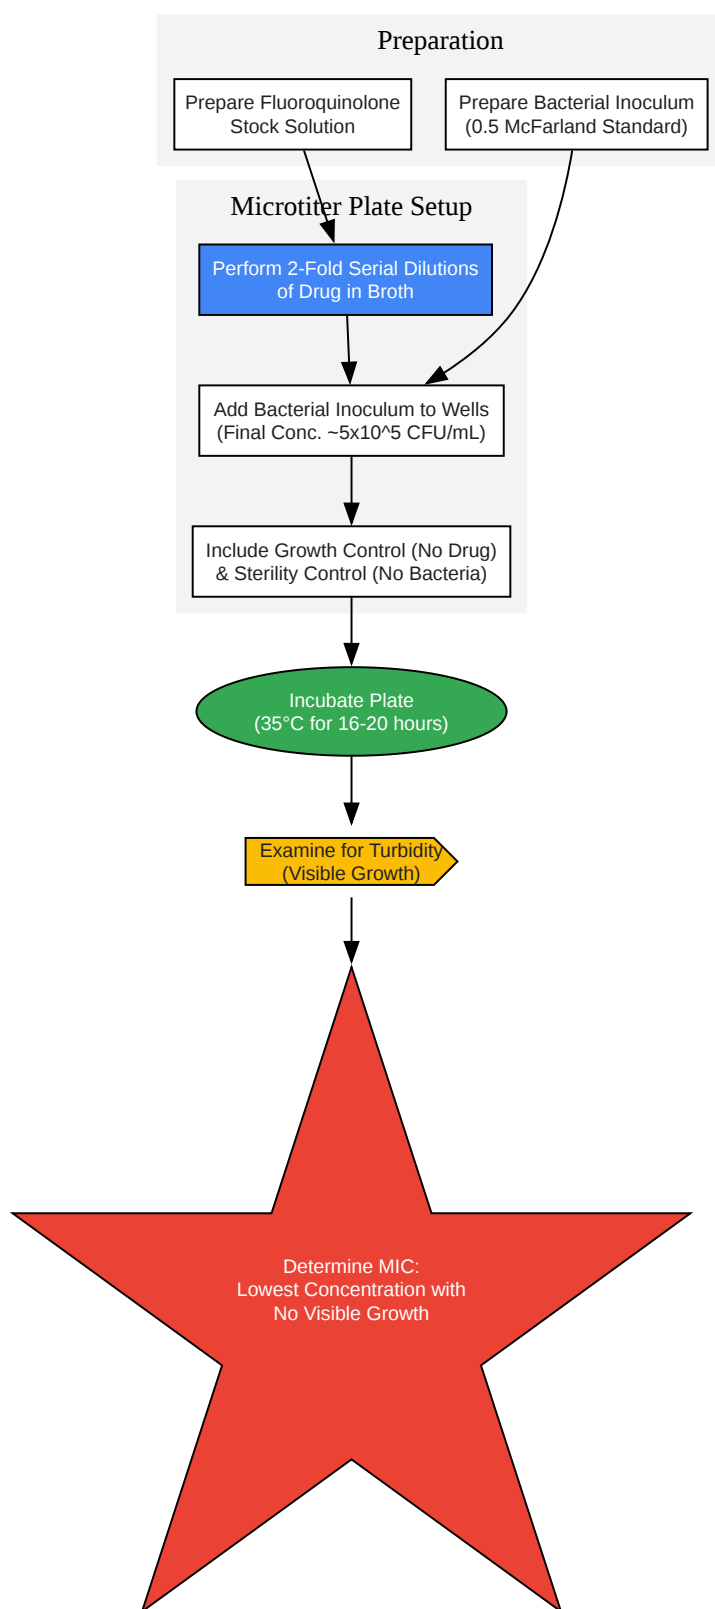 Preparation
Prepare Fluoroquinolone
Stock Solution
Prepare Bacterial Inoculum
(0.5 McFarland Standard)
Microtiter Plate Setup
Perform 2-Fold Serial Dilutions
of Drug in Broth
Add Bacterial Inoculum to Wells
(Final Conc. ~5x10^5 CFU/mL)
Include Growth Control (No Drug)
& Sterility Control (No Bacteria)
Incubate Plate
(35°C for 16-20 hours)
Examine for Turbidity
(Visible Growth)
Determine MIC:
Lowest Concentration with
No Visible Growth